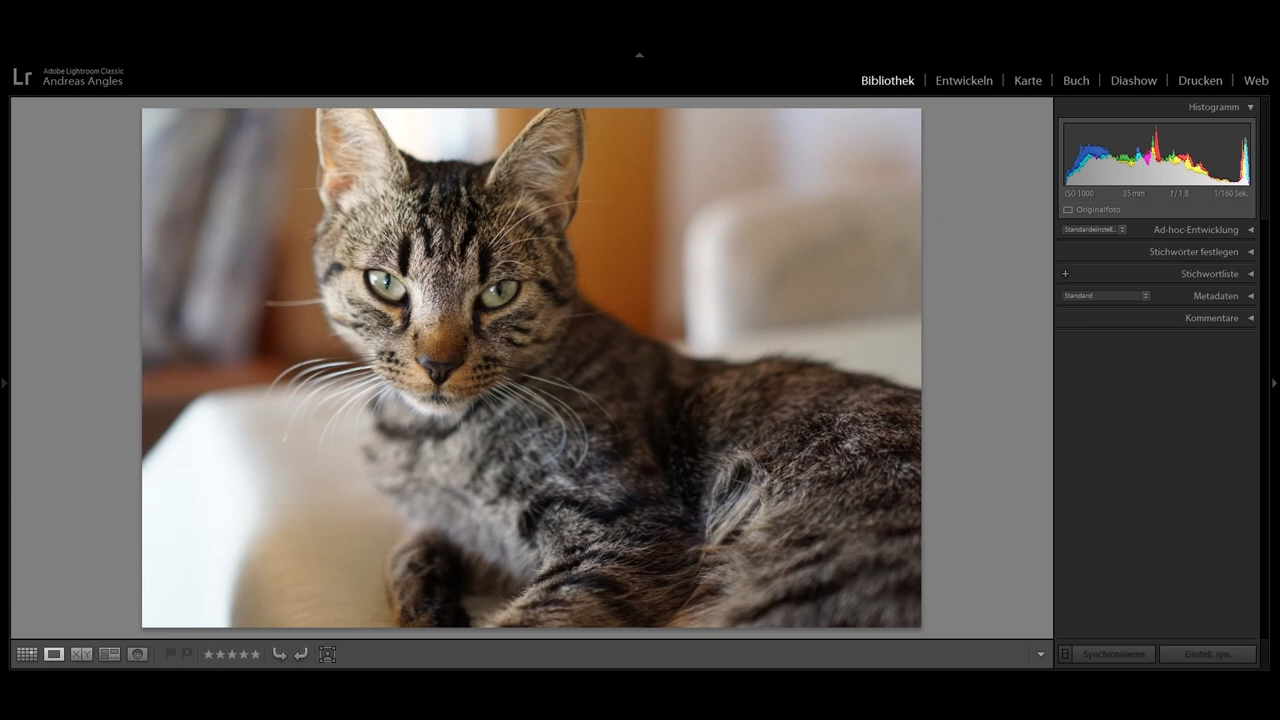 Lr
Adobe Lightroom Classic
Andreas Angles
Bibliothek | Entwickeln | Karte | Buch | Diashow | Drucken | Web
Histogramm
ISO 1000 35 mm f / 1,8 1/160 Sek.
Originalfoto
Standardeinstell... Ad-hoc-Entwicklung
Stichwörter festlegen
+ Stichwortliste
Standard Metadaten
Kommentare
X Y
Synchronisieren Einstell. syn.